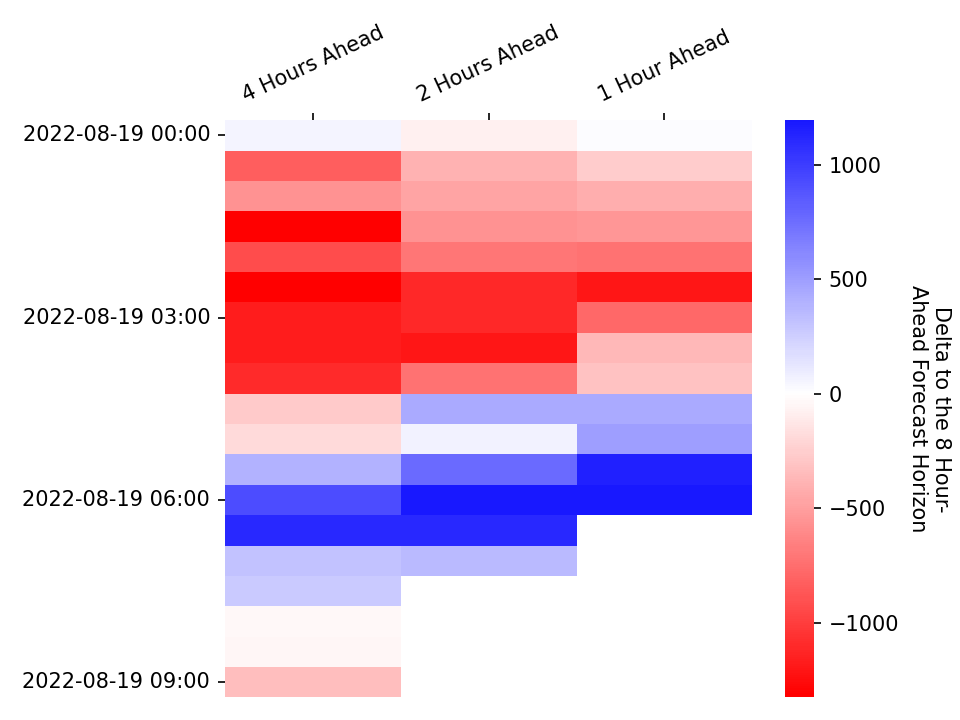 4 Hours Ahead
2 Hours Ahead
1 Hour Ahead
2022-08-19 00:00
2022-08-19 03:00
2022-08-19 06:00
2022-08-19 09:00
1000
500
0
−500
−1000
Delta to the 8 Hour-
Ahead Forecast Horizon